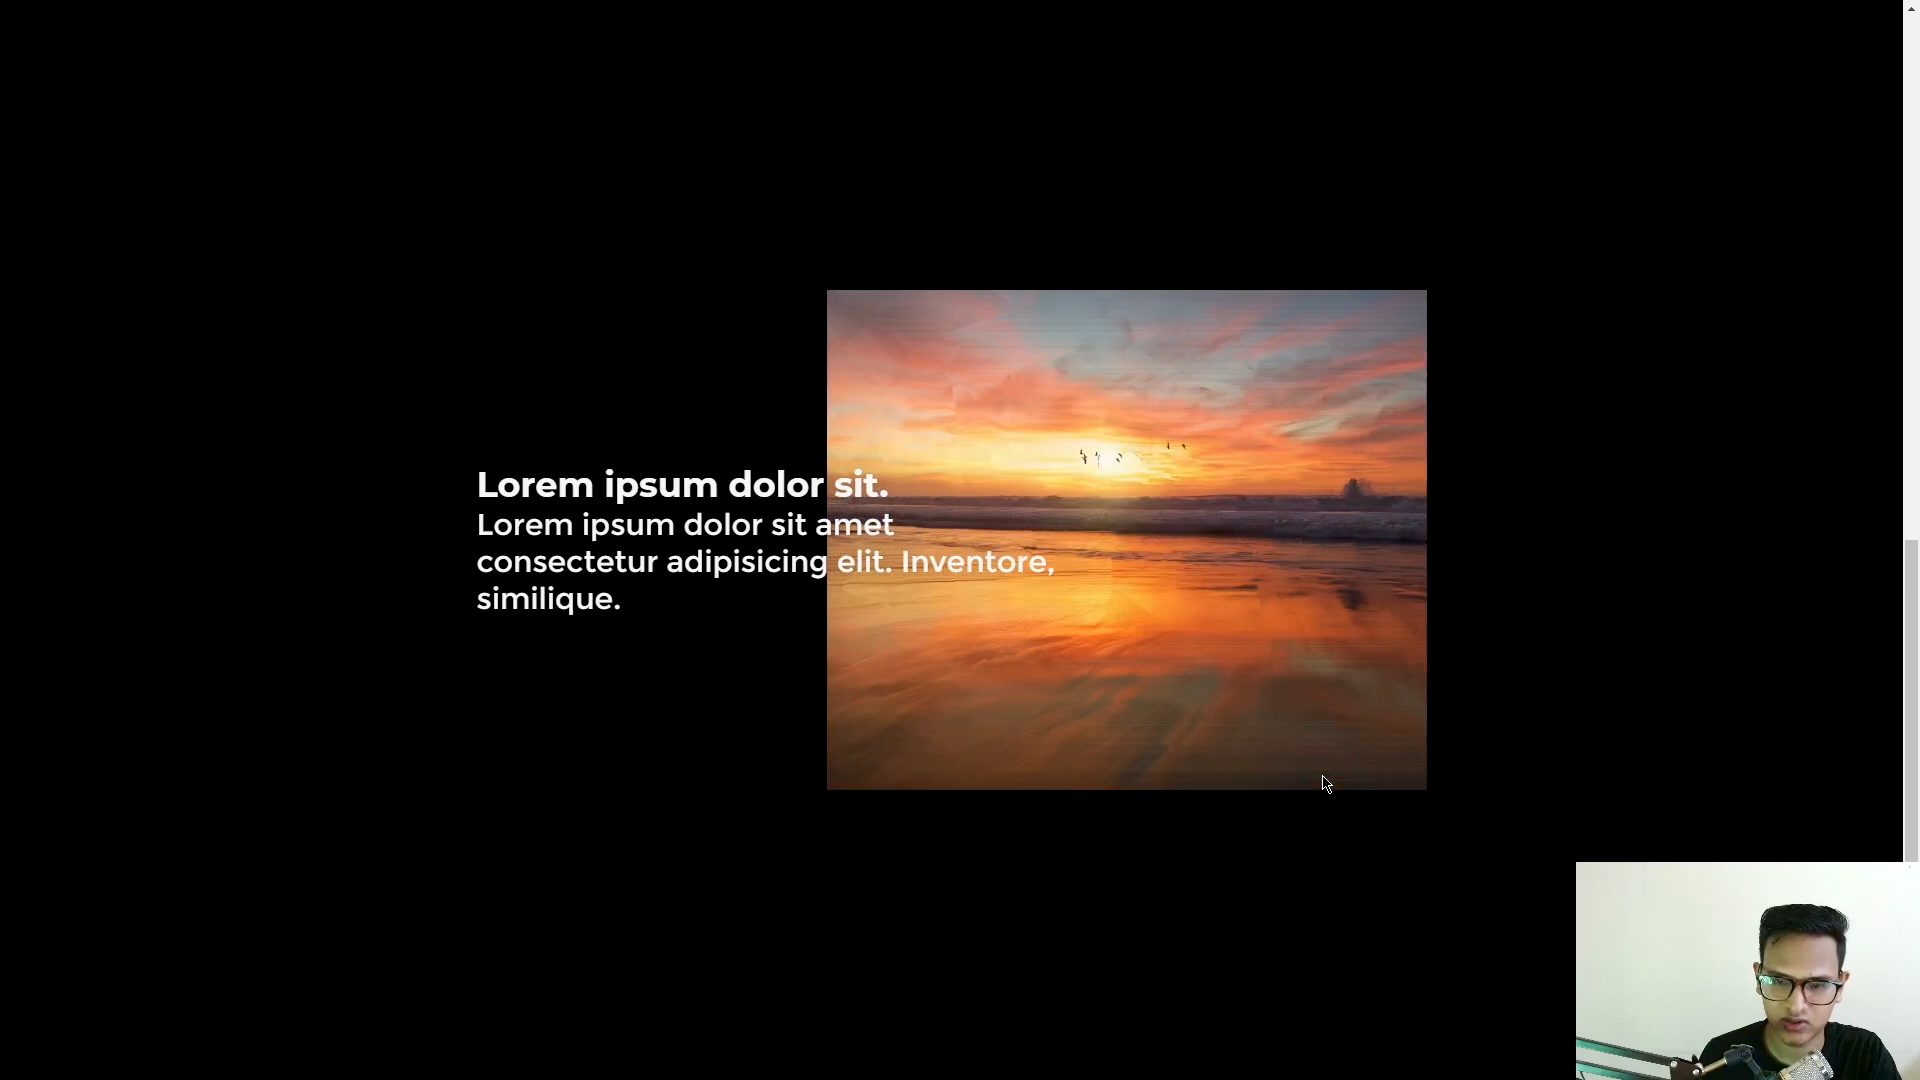 Lorem ipsum dolor sit.
Lorem ipsum dolor sit amet
consectetur adipisicing elit. Inventore,
similique.